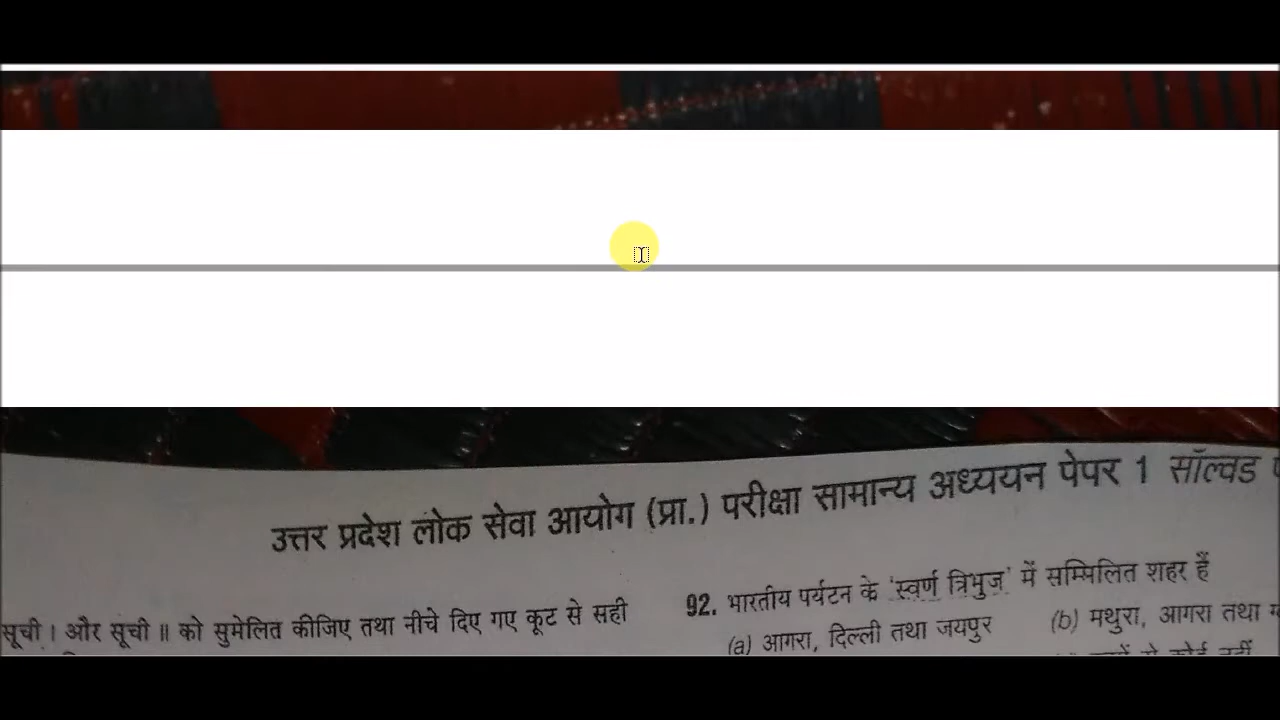 उत्तर प्रदेश लोक सेवा आयोग (प्रा.) परीक्षा सामान्य अध्ययन पेपर 1 सॉल्वड
सूची I और सूची II को सुमेलित कीजिए तथा नीचे दिए गए कूट से सही
92. भारतीय पर्यटन के 'स्वर्ण त्रिभुज' में सम्मिलित शहर हैं
(a) आगरा, दिल्ली तथा जयपुर (b) मथुरा, आगरा तथा